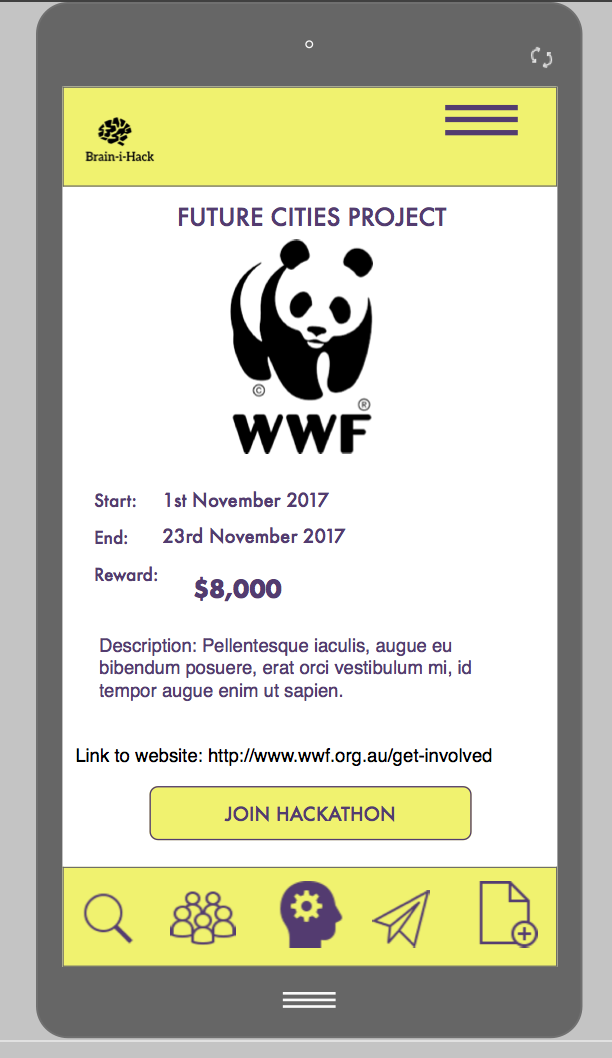 Brain-i-Hack
FUTURE CITIES PROJECT
©
®
WWF
Start: 1st November 2017
End: 23rd November 2017
Reward: $8,000
Description: Pellentesque iaculis, augue eu
bibendum posuere, erat orci vestibulum mi, id
tempor augue enim ut sapien.
Link to website: http://www.wwf.org.au/get-involved
JOIN HACKATHON